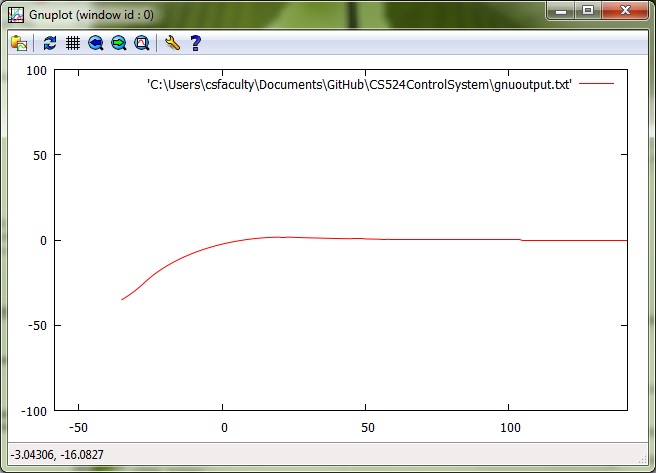 Gnuplot (window id : 0)
100
'C:\Users\csfaculty\Documents\GitHub\CS524ControlSystem\gnuoutput.txt'
50
0
-50
-100
-50 0 50 100
-3.04306, -16.0827